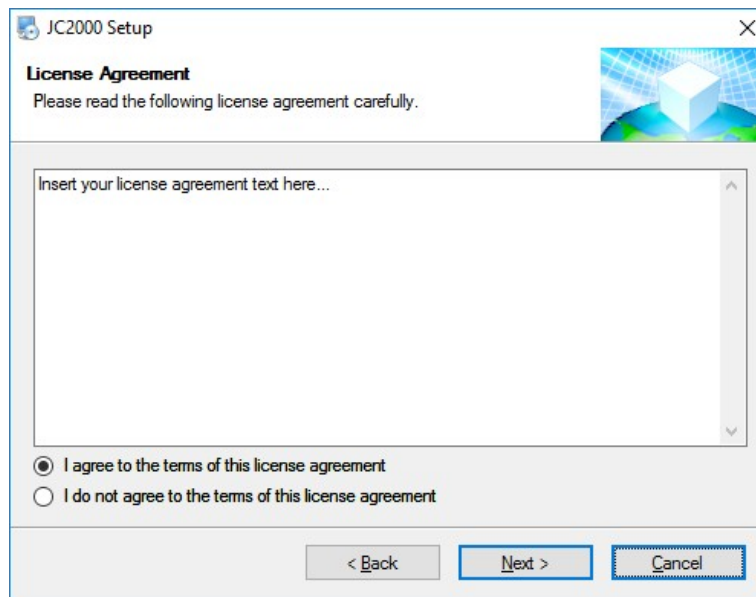 JC2000 Setup
License Agreement
Please read the following license agreement carefully.
Insert your license agreement text here...
I agree to the terms of this license agreement
I do not agree to the terms of this license agreement
< Back
Next >
Cancel